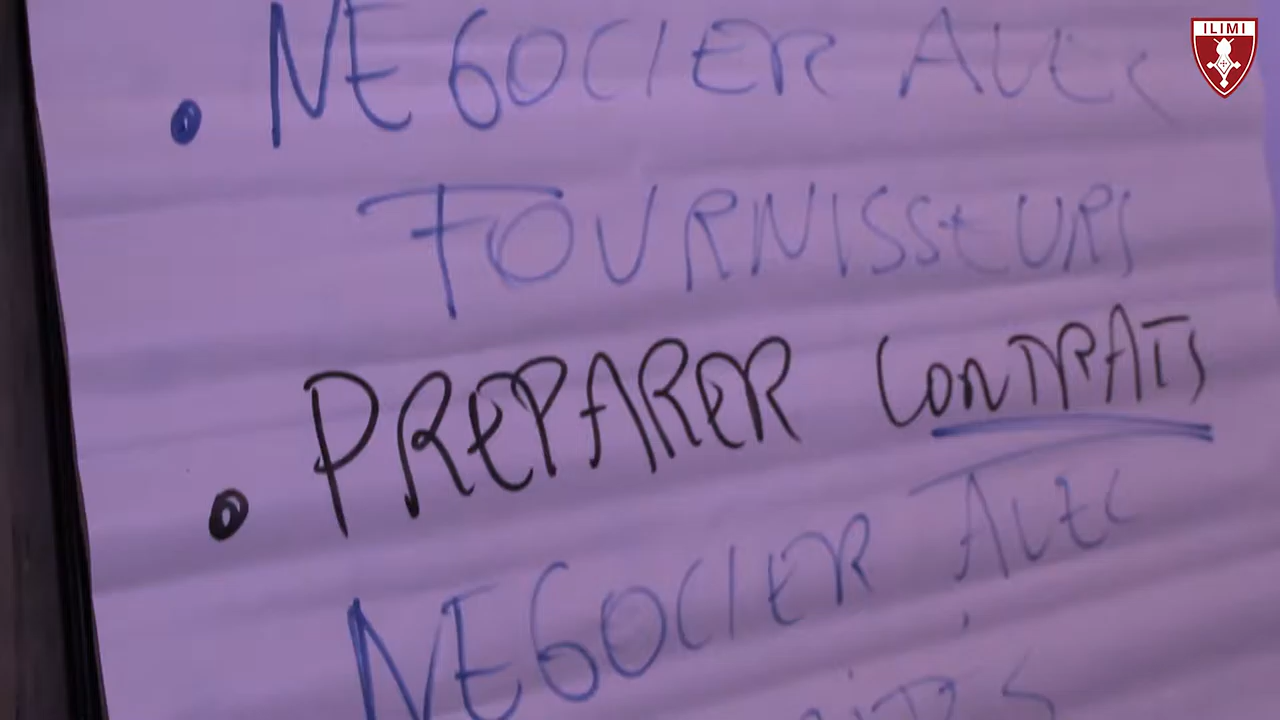 ILIMI
• NEGOCIER AVEC
FOURNISSEURS
• PREPARER CONTRATS
NEGOCIER AVEC